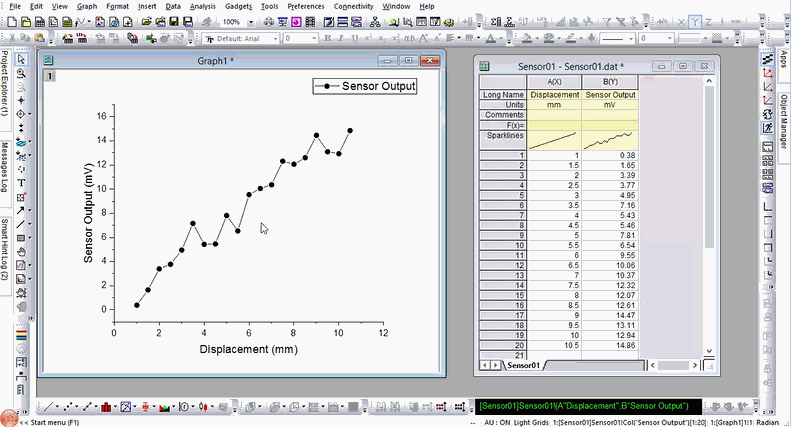 File Edit View Graph Format Insert Data Analysis Gadgets Tools Preferences Connectivity Window Help
100%
Default: Arial 0
0
Project Explorer (1)
Messages Log
Smart Hint Log (2)
Apps
Object Manager
Graph1 *
1
Sensor Output
Sensor Output (mV)
16
14
12
10
8
6
4
2
0
0 2 4 6 8 10 12
Displacement (mm)
Sensor01 - Sensor01.dat *
A(X) B(Y)
Long Name Displacement Sensor Output
Units mm mV
Comments
F(x)=
Sparklines
1 1 0.38
2 1.5 1.65
3 2 3.39
4 2.5 3.77
5 3 4.95
6 3.5 7.16
7 4 5.43
8 4.5 5.46
9 5 7.81
10 5.5 6.54
11 6 9.55
12 6.5 10.06
13 7 10.37
14 7.5 12.32
15 8 12.07
16 8.5 12.61
17 9 14.47
18 9.5 13.11
19 10 12.94
20 10.5 14.86
21
Sensor01
[Sensor01]Sensor01!(A"Displacement",B"Sensor Output")
<< Start menu (F1)
-- AU : ON Light Grids 1:[Sensor01]Sensor01!Col("Sensor Output")[1:20] 1:[Graph1]1!1 Radian